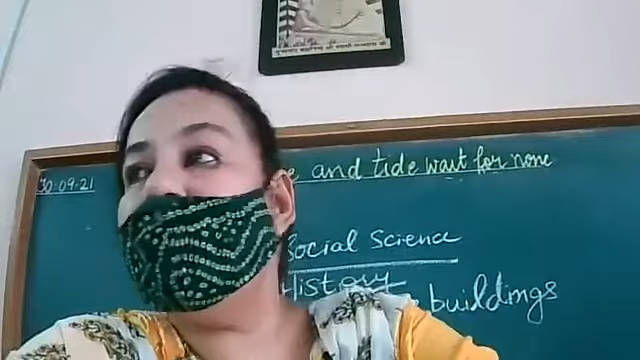 30.09.21
e and tide wait for none
Social Science
History
buildings